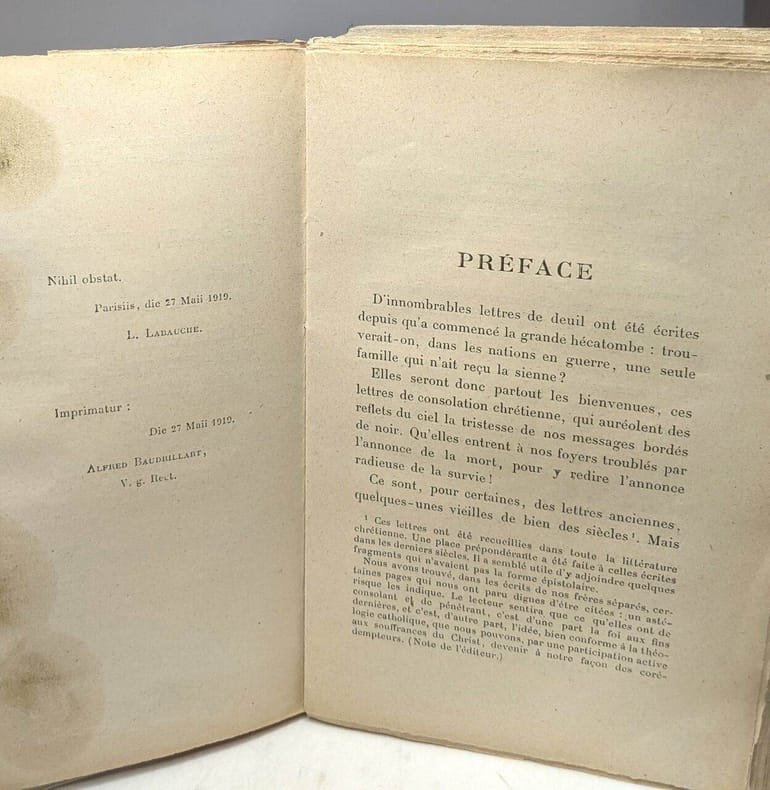 Nihil obstat.
Parisiis, die 27 Maii 1919.
L. Labauche.
Imprimatur :
Die 27 Maii 1919.
Alfred Baudrillart,
V. g. Rect.
PRÉFACE
D'innombrables lettres de deuil ont été écrites
depuis qu'a commencé la grande hécatombe : trou-
verait-on, dans les nations en guerre, une seule
famille qui n'ait reçu la sienne ?
Elles seront donc partout les bienvenues, ces
lettres de consolation chrétienne, qui auréolent des
reflets du ciel la tristesse de nos messages bordés
de noir. Qu'elles entrent à nos foyers troublés par
l'annonce de la mort, pour y redire l'annonce
radieuse de la survie !
Ce sont, pour certaines, des lettres anciennes,
quelques-unes vieilles de bien des siècles¹. Mais
¹ Ces lettres ont été recueillies dans toute la littérature
chrétienne. Une place prépondérante a été faite à celles écrites
dans les derniers siècles. Il a semblé utile d'y adjoindre quelques
fragments qui n'avaient pas la forme épistolaire.
Nous avons trouvé, dans les écrits de nos frères séparés, cer-
taines pages qui nous ont paru dignes d'être citées : un asté-
risque les indique. Le lecteur sentira que ce qu'elles ont de
consolant et de pénétrant, c'est d'une part la foi aux fins
dernières, et c'est, d'autre part, l'idée, bien conforme à la théo-
logie catholique, que nous pouvons, par une participation active
aux souffrances du Christ, devenir à notre façon des coré-
dempteurs. (Note de l'éditeur.)